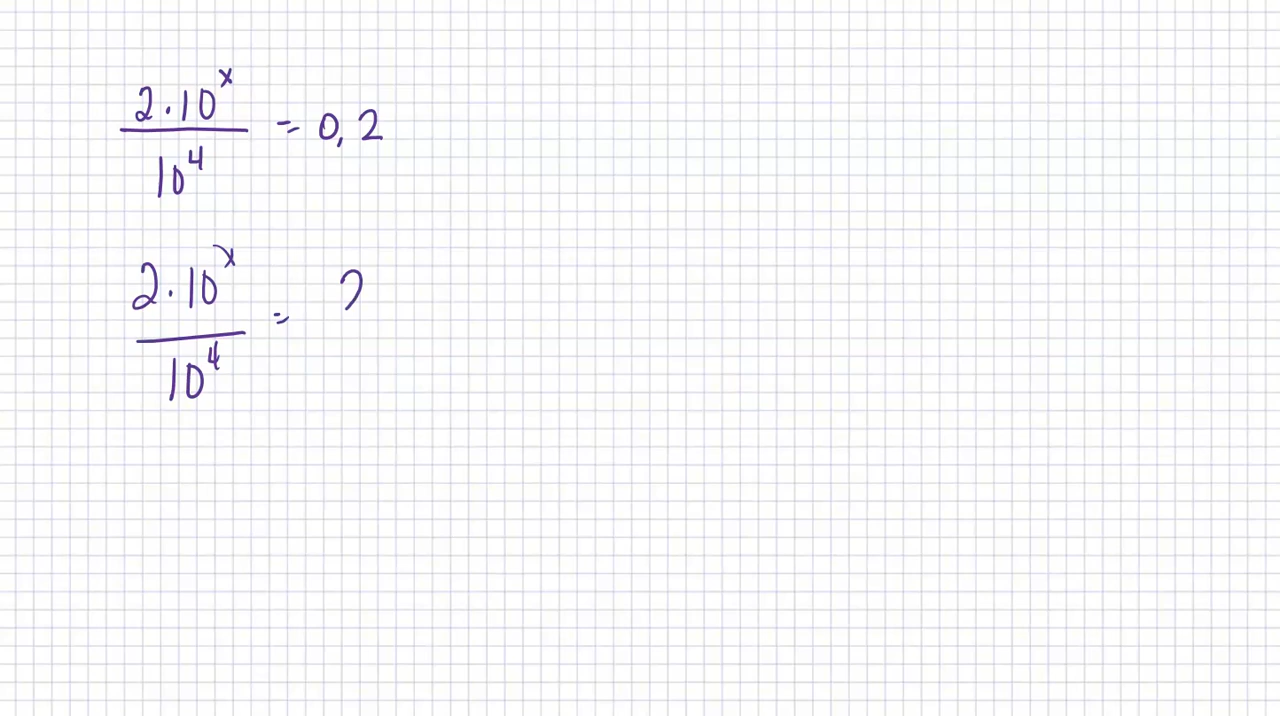 2·10^x / 10^4 = 0,2
2·10^x / 10^4 = 2